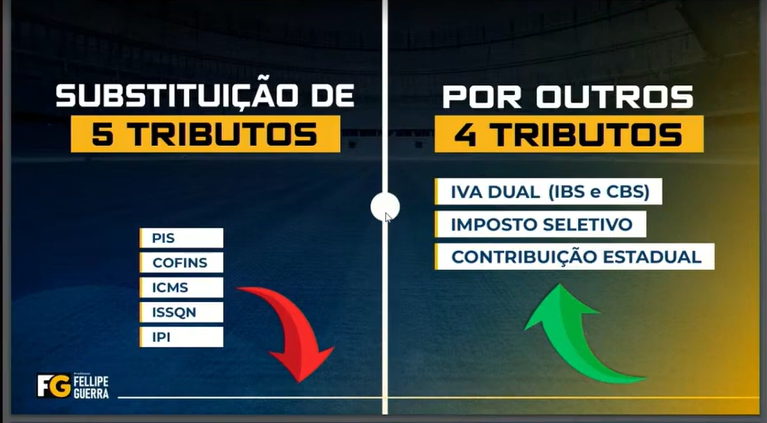 SUBSTITUIÇÃO DE
5 TRIBUTOS
PIS
COFINS
ICMS
ISSQN
IPI
POR OUTROS
4 TRIBUTOS
IVA DUAL (IBS e CBS)
IMPOSTO SELETIVO
CONTRIBUIÇÃO ESTADUAL
FG
FELLIPE
GUERRA